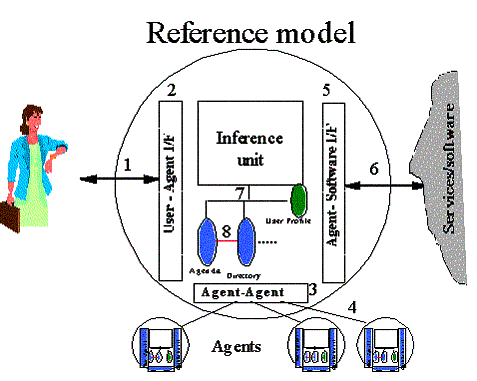 Reference model
2
5
Inference
unit
User - Agent I/F
Agent- Software I/F
Services/software
1
6
7
User Profile
8
.....
Agenda
Directory
Agent-Agent
3
4
Agents